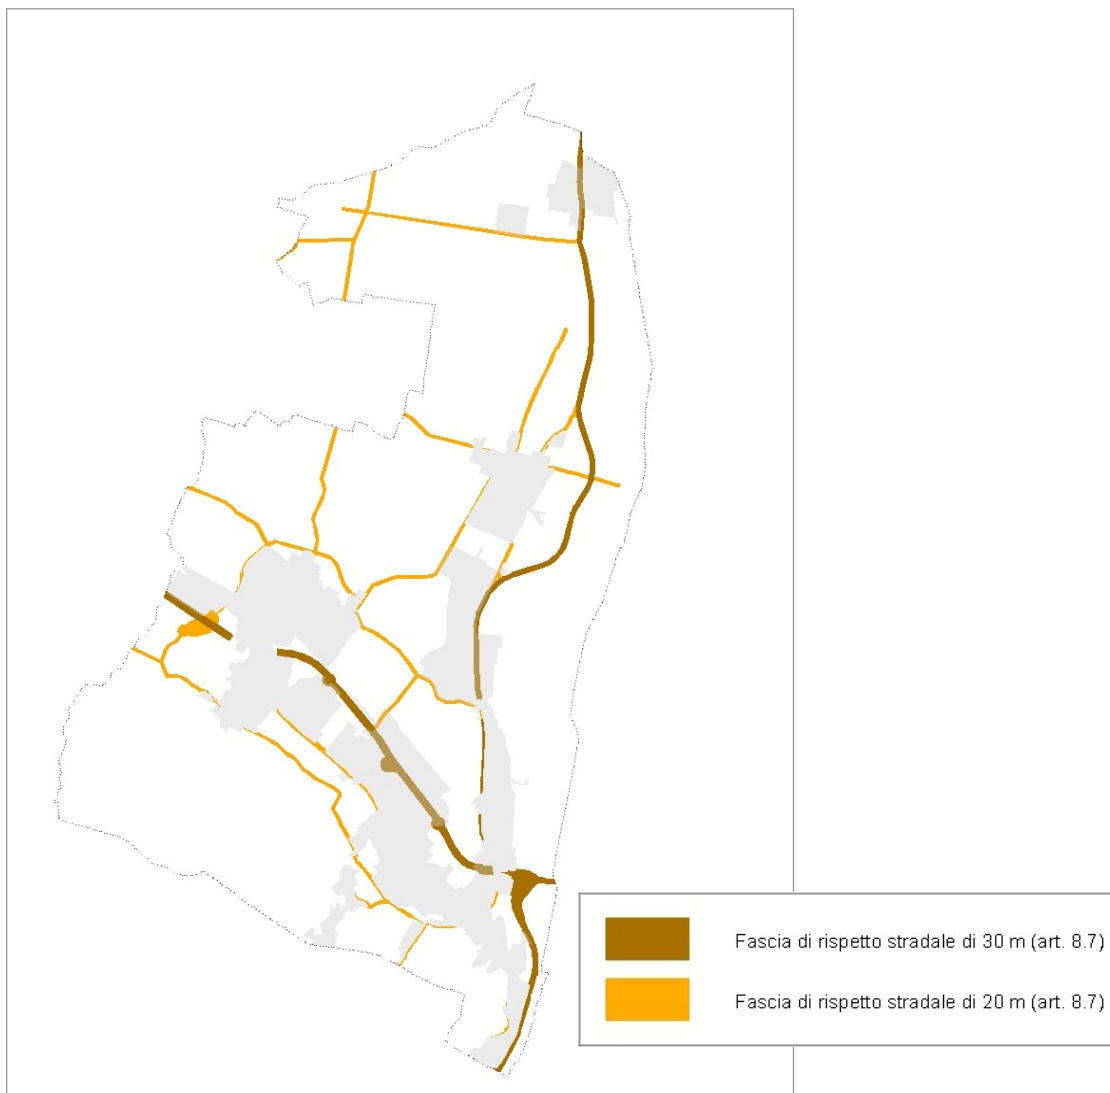 Fascia di rispetto stradale di 30 m (art. 8.7)
Fascia di rispetto stradale di 20 m (art. 8.7)